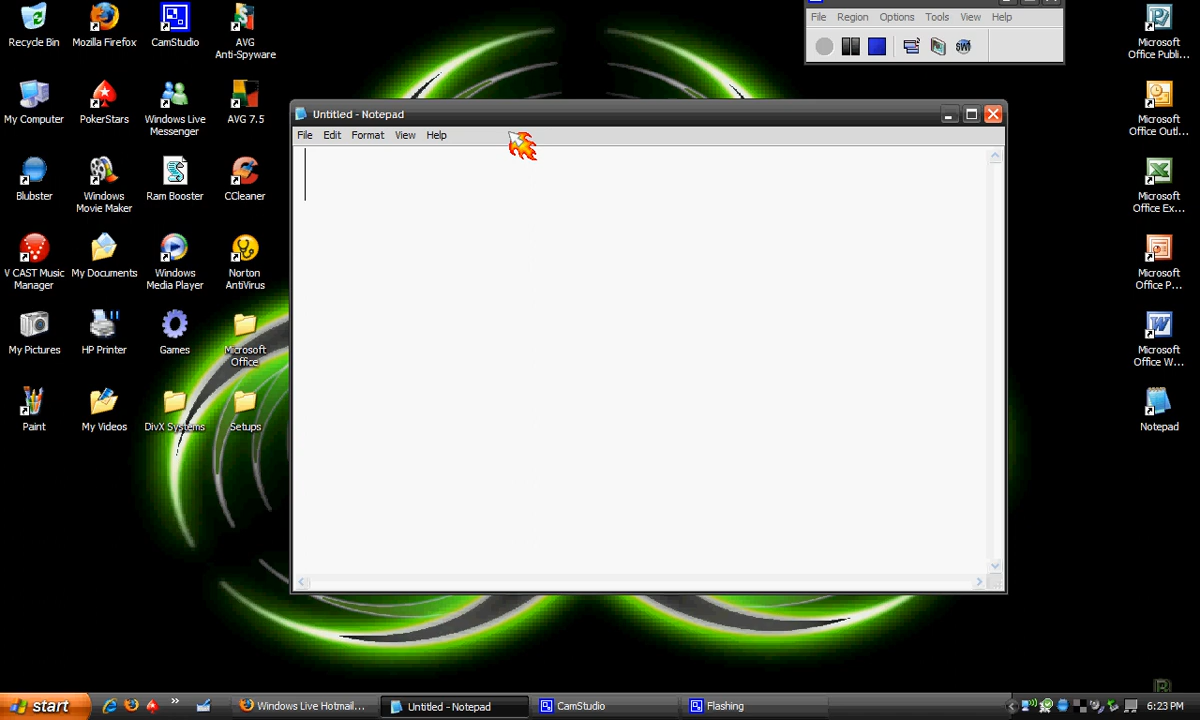 Recycle Bin
Mozilla Firefox
CamStudio
AVG
Anti-Spyware
My Computer
PokerStars
Windows Live
Messenger
AVG 7.5
Blubster
Windows
Movie Maker
Ram Booster
CCleaner
V CAST Music
Manager
My Documents
Windows
Media Player
Norton
AntiVirus
My Pictures
HP Printer
Games
Microsoft
Office
Paint
My Videos
DivX Systems
Setups
File Region Options Tools View Help
Untitled - Notepad
File Edit Format View Help
Microsoft
Office Publi...
Microsoft
Office Outl...
Microsoft
Office Ex...
Microsoft
Office P...
Microsoft
Office W...
Notepad
start
Windows Live Hotmail...
Untitled - Notepad
CamStudio
Flashing
6:23 PM